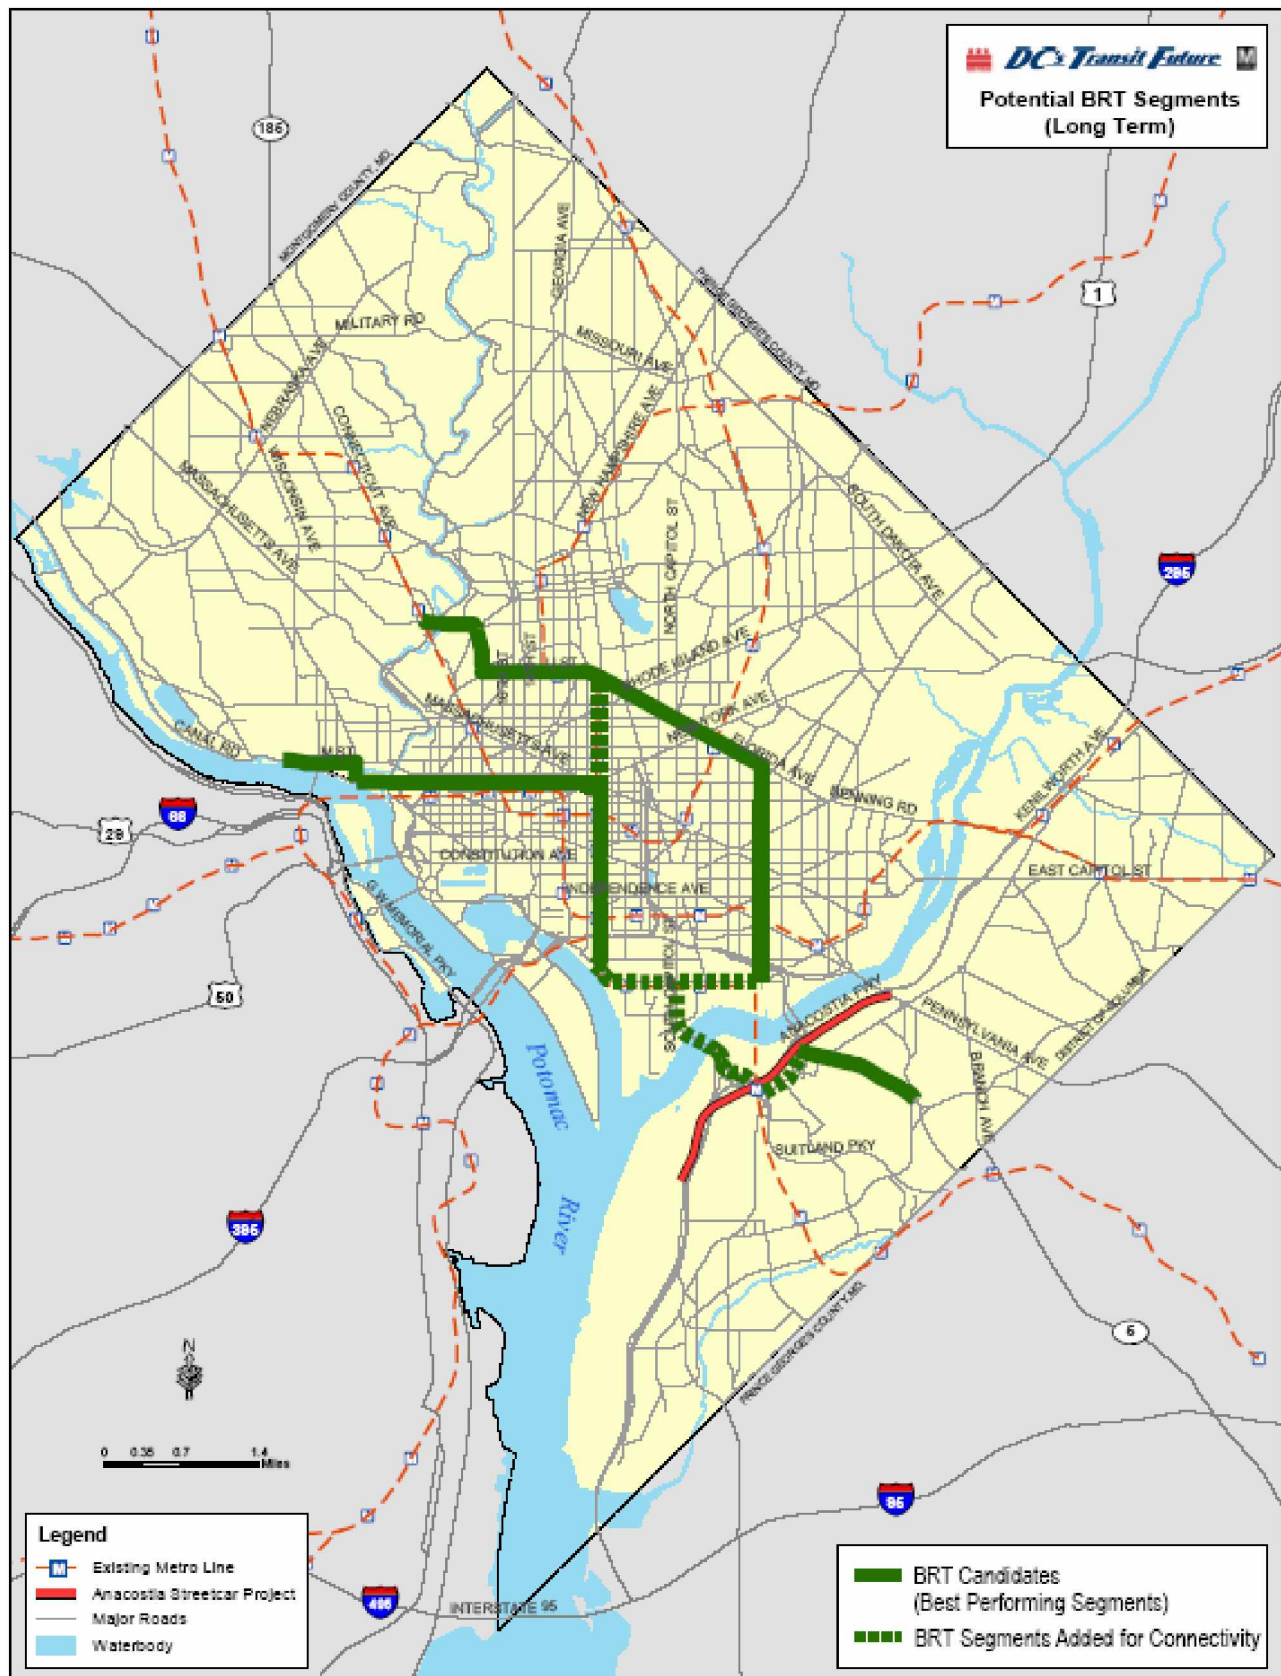 DC's Transit Future M
Potential BRT Segments
(Long Term)
186
MONTGOMERY COUNTY, MD.
GEORGIA AVE
PRINCE GEORGES COUNTY, MD.
1
MILITARY RD
MISSOURI AVE
NEBRASKA AVE
CONNECTICUT AVE
WISCONSIN AVE
MASSACHUSETTS AVE
NEW HAMPSHIRE AVE
NORTH CAPITOL ST
SOUTH DAKOTA AVE
295
RHODE ISLAND AVE
MASSACHUSETTS AVE
FLORIDA AVE
CANAL RD
M ST
BENNING RD
KENILWORTH AVE
66
29
CONSTITUTION AVE
EAST CAPITOL ST
INDEPENDENCE AVE
G W MEMORIAL PKY
50
ANACOSTIA FWY
PENNSYLVANIA AVE
DISTRICT OF COLUMBIA
BRANCH AVE
Potomac
River
SUITLAND PKY
395
PRINCE GEORGES COUNTY, MD.
5
N
0 0.35 0.7 1.4
Miles
95
495
INTERSTATE 95
Legend
M Existing Metro Line
Anacostia Streetcar Project
Major Roads
Waterbody
BRT Candidates
(Best Performing Segments)
BRT Segments Added for Connectivity